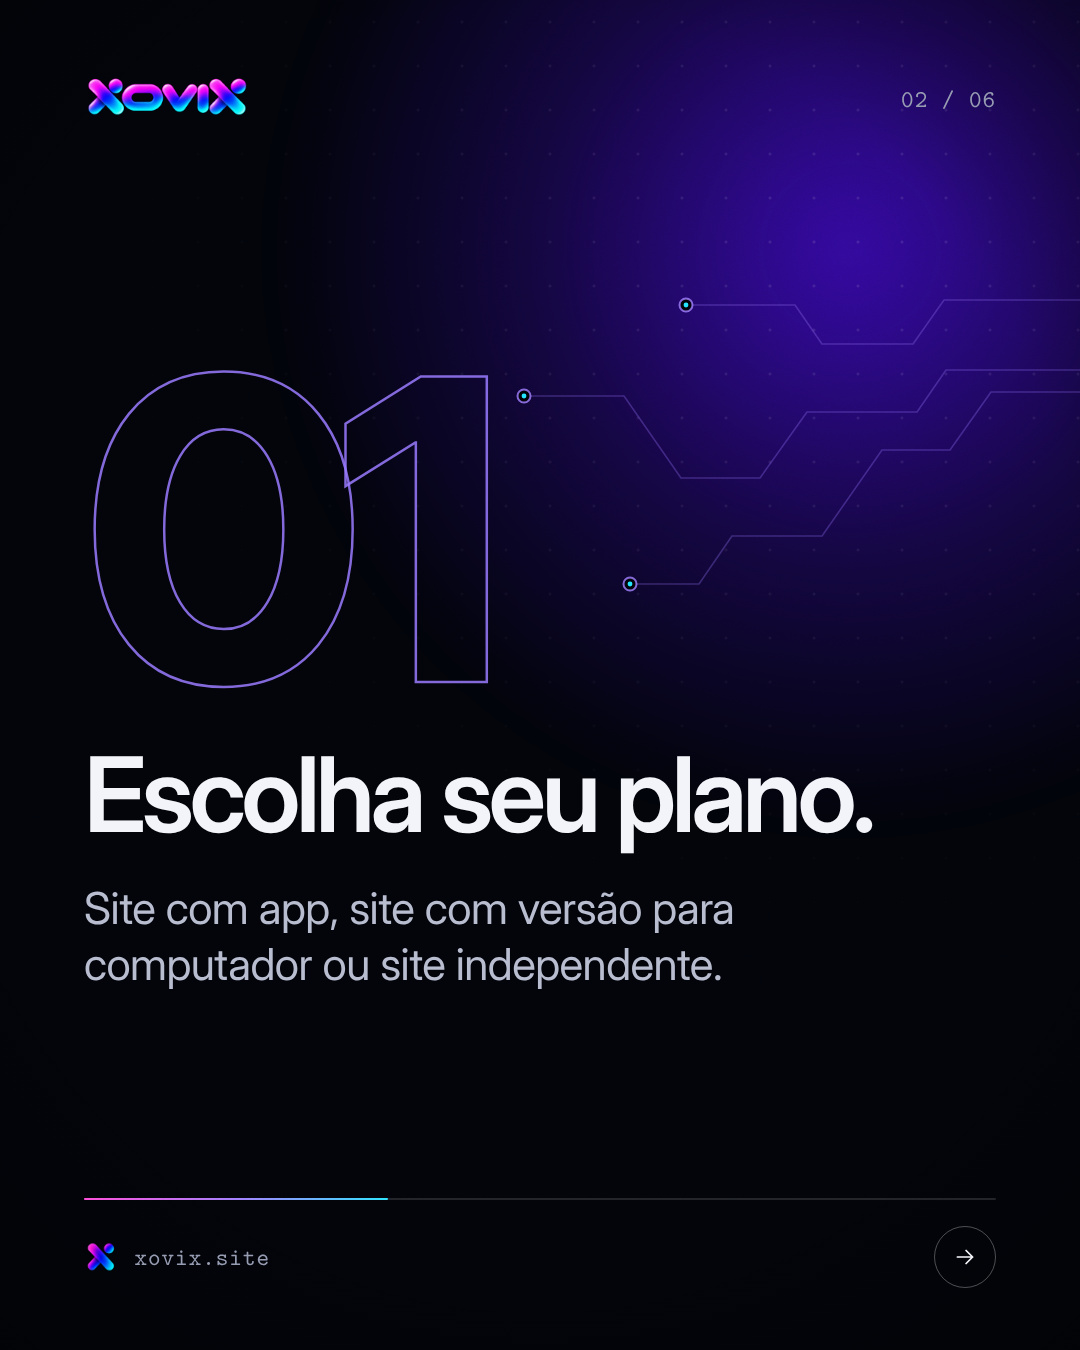 XOVIX
02 / 06
01
Escolha seu plano.
Site com app, site com versão para
computador ou site independente.
xovix.site